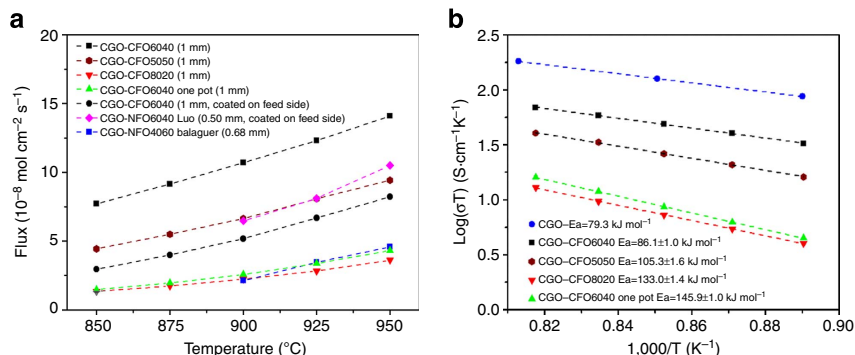 a
20
15
10
5
0
850
875
900
925
950
Flux (10⁻⁸ mol cm⁻² s⁻¹)
Temperature (°C)
CGO-CFO6040 (1 mm)
CGO-CFO5050 (1 mm)
CGO-CFO8020 (1 mm)
CGO-CFO6040 one pot (1 mm)
CGO-CFO6040 (1 mm, coated on feed side)
CGO-NFO6040 Luo (0.50 mm, coated on feed side)
CGO-NFO4060 balaguer (0.68 mm)
b
2.5
2.0
1.5
1.0
0.5
0.0
0.82
0.84
0.86
0.88
0.90
Log(σT) (S·cm⁻¹K⁻¹)
1,000/T (K⁻¹)
CGO–Ea=79.3 kJ mol⁻¹
CGO–CFO6040 Ea=86.1±1.0 kJ mol⁻¹
CGO–CFO5050 Ea=105.3±1.6 kJ mol⁻¹
CGO–CFO8020 Ea=133.0±1.4 kJ mol⁻¹
CGO–CFO6040 one pot Ea=145.9±1.0 kJ mol⁻¹